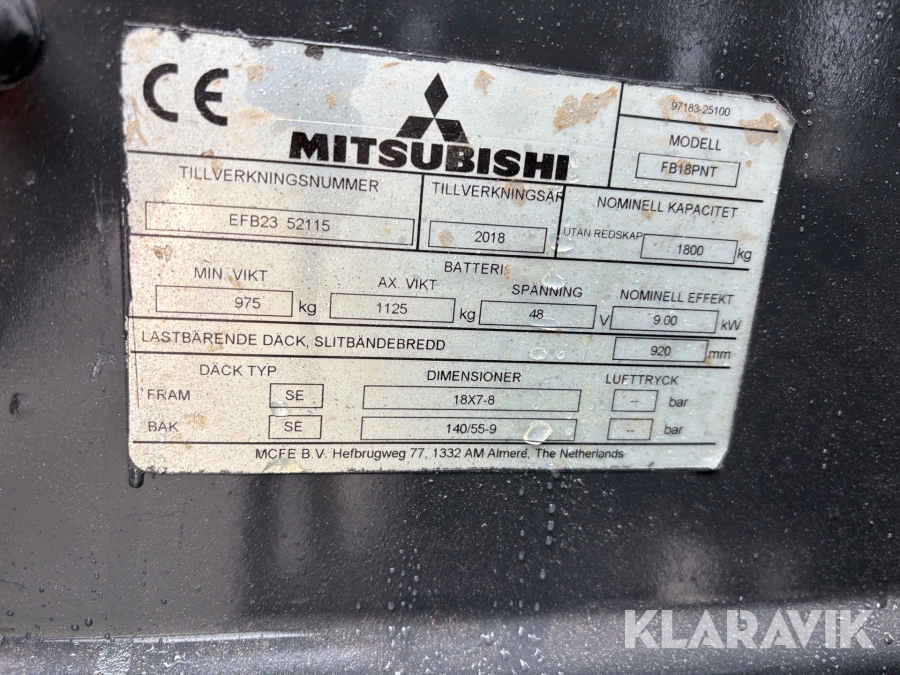 CE
MITSUBISHI
97183-25100
MODELL
FB18PNT
TILLVERKNINGSNUMMER
EFB23 52115
TILLVERKNINGSÅR
2018
NOMINELL KAPACITET
UTAN REDSKAP 1800 kg
BATTERI
MIN. VIKT AX. VIKT SPÄNNING NOMINELL EFFEKT
975 kg 1125 kg 48 V 9.00 kW
LASTBÄRENDE DÄCK, SLITBÄNDEBREDD 920 mm
DÄCK TYP DIMENSIONER LUFTTRYCK
FRAM SE 18X7-8 -- bar
BAK SE 140/55-9 -- bar
MCFE B.V. Hefbrugweg 77, 1332 AM Almere, The Netherlands
KLARAVIK